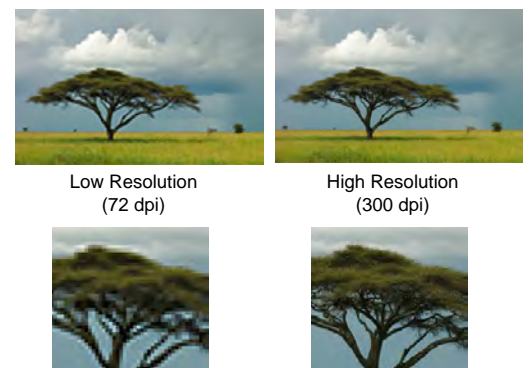 Low Resolution
(72 dpi)
High Resolution
(300 dpi)